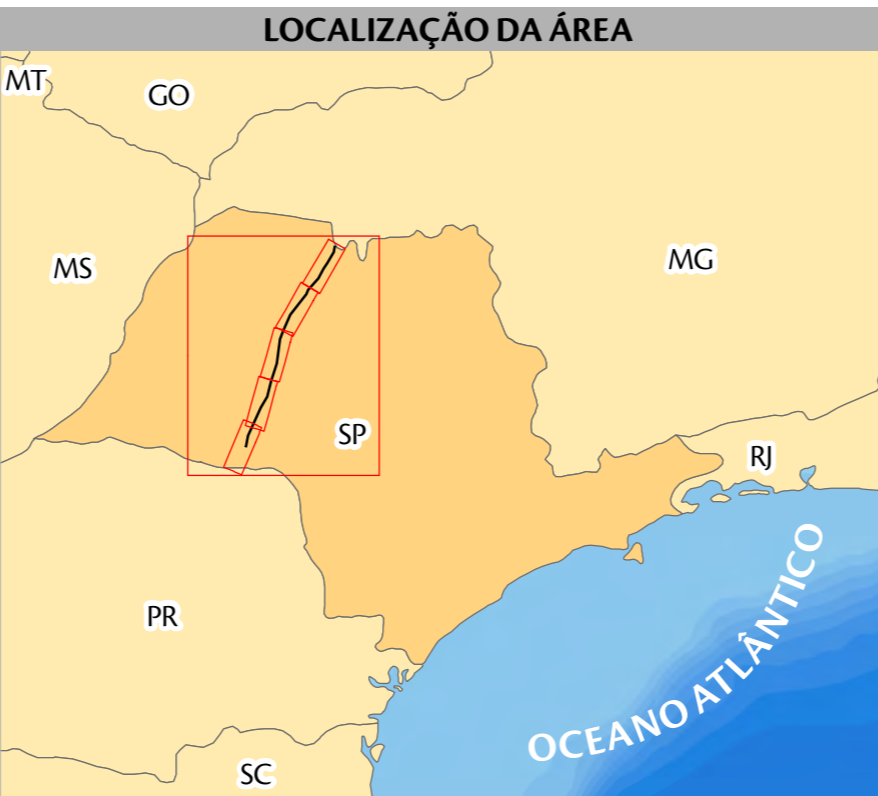 LOCALIZAÇÃO DA ÁREA
MT
GO
MS
MG
SP
RJ
PR
OCEANO ATLÂNTICO
SC